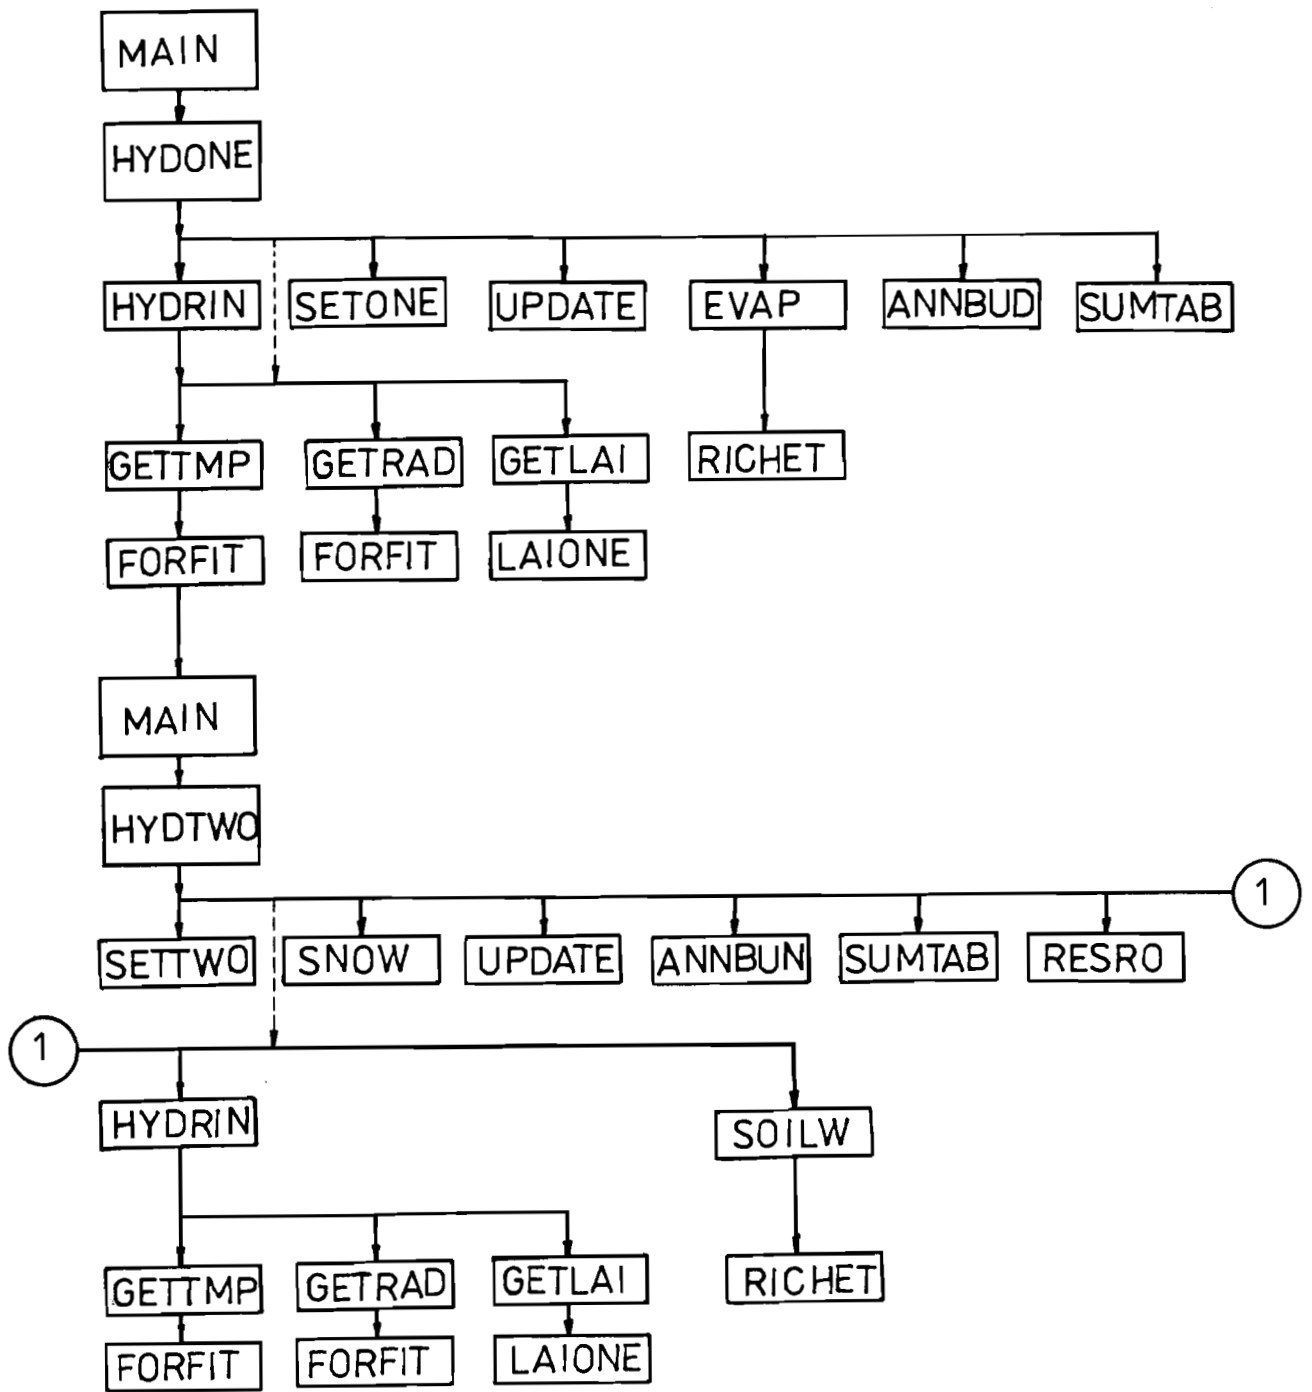 MAIN
HYDONE
HYDRIN SETONE UPDATE EVAP ANNBUD SUMTAB
GETTMP GETRAD GETLAI RICHET
FORFIT FORFIT LAIONE
MAIN
HYDTWO
1
SETTWO SNOW UPDATE ANNBUN SUMTAB RESRO
1
HYDRIN SOILW
GETTMP GETRAD GETLAI RICHET
FORFIT FORFIT LAIONE